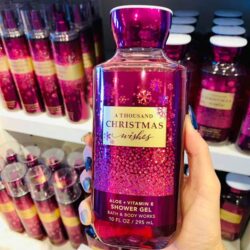 A THOUSAND
CHRISTMAS
wishes
ALOE + VITAMIN E
SHOWER GEL
BATH & BODY WORKS
10 FL OZ / 295 mL